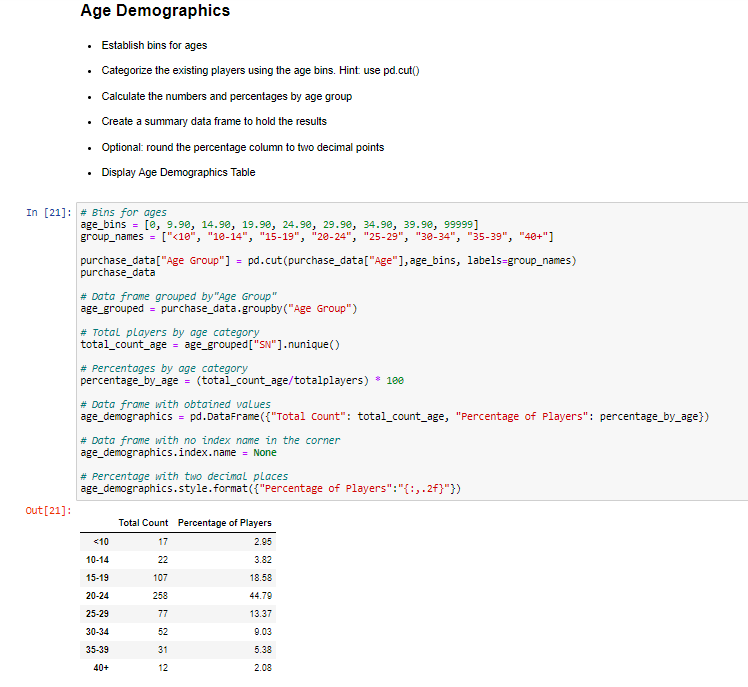 Age Demographics
• Establish bins for ages
• Categorize the existing players using the age bins. Hint: use pd.cut()
• Calculate the numbers and percentages by age group
• Create a summary data frame to hold the results
• Optional: round the percentage column to two decimal points
• Display Age Demographics Table
In [21]: # Bins for ages
age_bins = [0, 9.90, 14.90, 19.90, 24.90, 29.90, 34.90, 39.90, 99999]
group_names = ["<10", "10-14", "15-19", "20-24", "25-29", "30-34", "35-39", "40+"]
purchase_data["Age Group"] = pd.cut(purchase_data["Age"],age_bins, labels=group_names)
purchase_data
# Data frame grouped by"Age Group"
age_grouped = purchase_data.groupby("Age Group")
# Total players by age category
total_count_age = age_grouped["SN"].nunique()
# Percentages by age category
percentage_by_age = (total_count_age/totalplayers) * 100
# Data frame with obtained values
age_demographics = pd.DataFrame({"Total Count": total_count_age, "Percentage of Players": percentage_by_age})
# Data frame with no index name in the corner
age_demographics.index.name = None
# Percentage with two decimal places
age_demographics.style.format({"Percentage of Players":"{:,.2f}"})
Out[21]:
Total Count Percentage of Players
<10 17 2.95
10-14 22 3.82
15-19 107 18.58
20-24 258 44.79
25-29 77 13.37
30-34 52 9.03
35-39 31 5.38
40+ 12 2.08